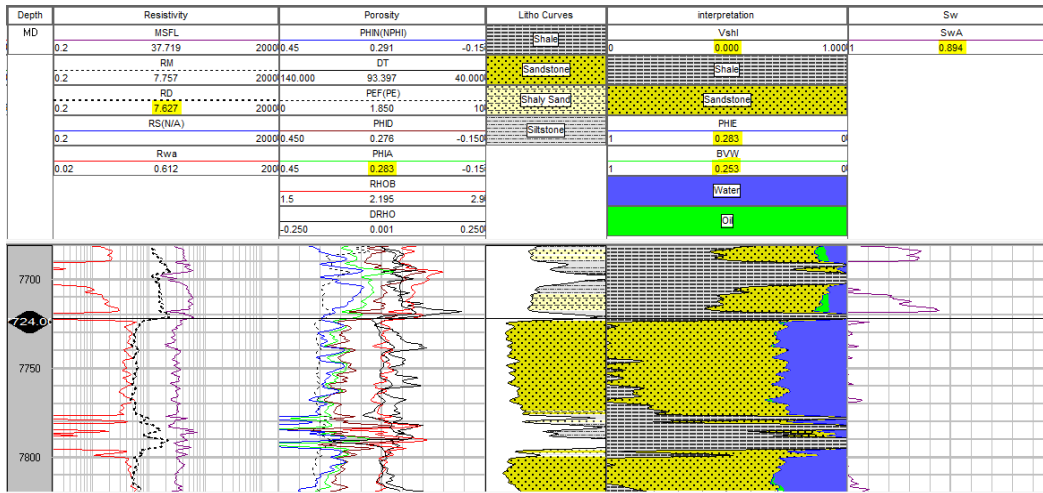 Depth Resistivity Porosity Litho Curves interpretation Sw
MD MSFL PHIN(NPHI) Shale Vshl SwA
0.2 37.719 2000 0.45 0.291 -0.15 0 0.000 1.000 1 0.894
RM DT Sandstone Shale
0.2 7.757 2000 140.000 93.397 40.000
RD PEF(PE) Shaly Sand Sandstone
0.2 7.627 2000 0 1.850 10
RS(N/A) PHID Siltstone PHIE
0.2 2000 0.450 0.276 -0.150 1 0.283 0
Rwa PHIA BVW
0.02 0.612 200 0.45 0.283 -0.15 1 0.253 0
RHOB Water
1.5 2.195 2.9
DRHO Oil
-0.250 0.001 0.250
7700
724.0
7750
7800